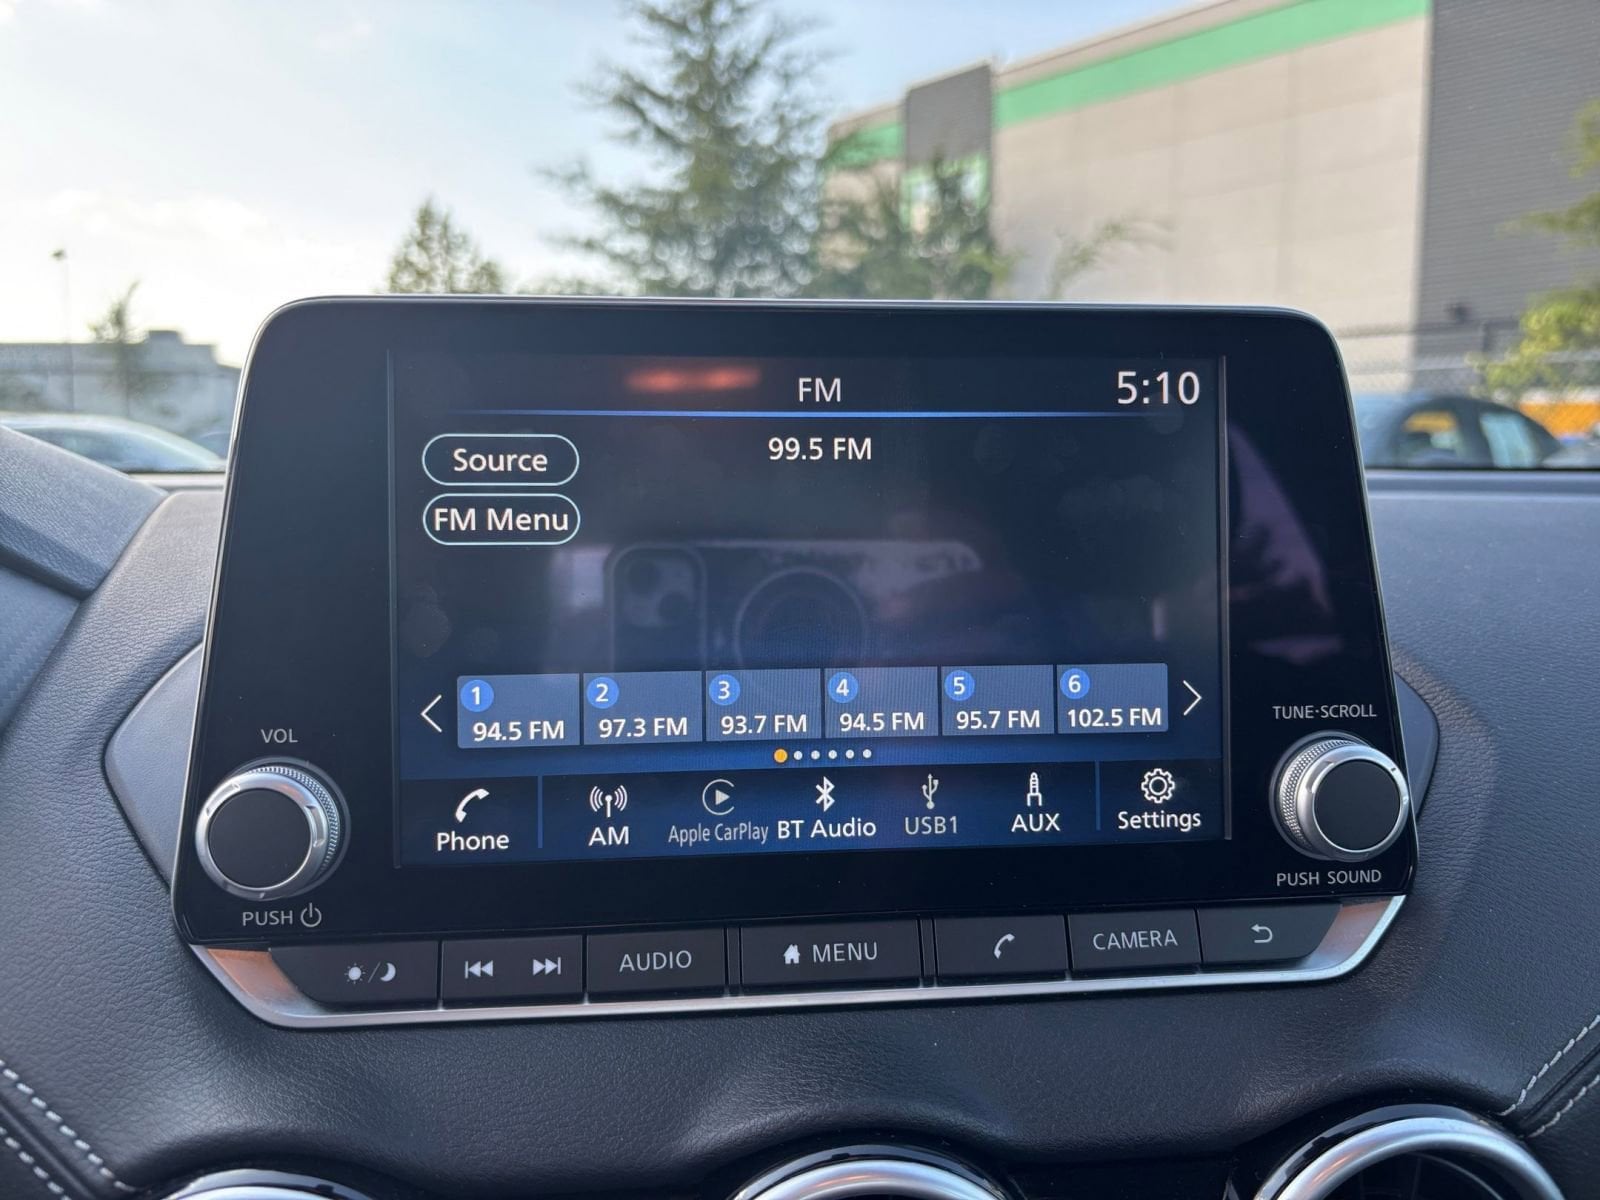 FM
5:10
99.5 FM
Source
FM Menu
1
94.5 FM
2
97.3 FM
3
93.7 FM
4
94.5 FM
5
95.7 FM
6
102.5 FM
Phone
AM
Apple CarPlay
BT Audio
USB1
AUX
Settings
VOL
PUSH
TUNE·SCROLL
PUSH SOUND
AUDIO
MENU
CAMERA